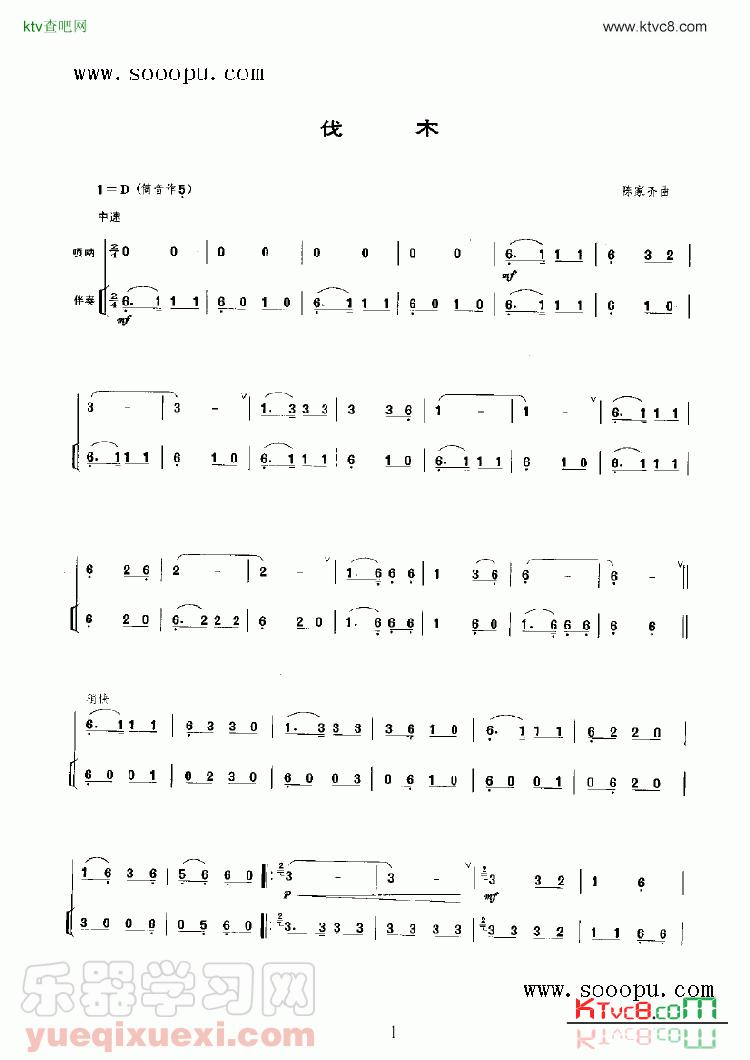 ktv查吧网
www.ktvc8.com
www.sooopu.com
伐 木
1=D (筒音作5)
陈家齐曲
中速
唢呐 2/4 0 0 | 0 0 | 0 0 | 0 0 | 6. 1 1 1 | 6 3 2 |
mf
伴奏 2/4 6. 1 1 1 | 6 0 1 0 | 6. 1 1 1 | 6 0 1 0 | 6. 1 1 1 | 6 1 0 |
mf
3 - | 3 - | 1. 3 3 3 | 3 3 6 | 1 - | 1 - | 6. 1 1 1 |
6. 1 1 1 | 6 1 0 | 6. 1 1 1 | 6 1 0 | 6. 1 1 1 | 6 1 0 | 6. 1 1 1 |
6 2 6 | 2 - | 2 - | 1. 6 6 6 | 1 3 6 | 6 - | 6 - ||
6 2 0 | 6. 2 2 2 | 6 2 0 | 1. 6 6 6 | 1 6 0 | 1. 6 6 6 | 6 6 ||
稍快
6. 1 1 1 | 6 3 3 0 | 1. 3 3 3 | 3 6 1 0 | 6. 1 1 1 | 6 2 2 0 |
6 0 0 1 | 0 2 3 0 | 6 0 0 3 | 0 6 1 0 | 6 0 0 1 | 0 6 2 0 |
1 6 3 6 | 5 6 6 0 |: 2 3 - | 3 - | 3 3 2 | 1 6 |
p mf
3 0 0 0 | 0 5 6 0 |: 2 3. 3 3 3 | 3 3 3 3 | 3 3 3 2 | 1 1 6 6 |
www.sooopu.com
乐器学习网
yueqixuexi.com
1
KTvc8.com